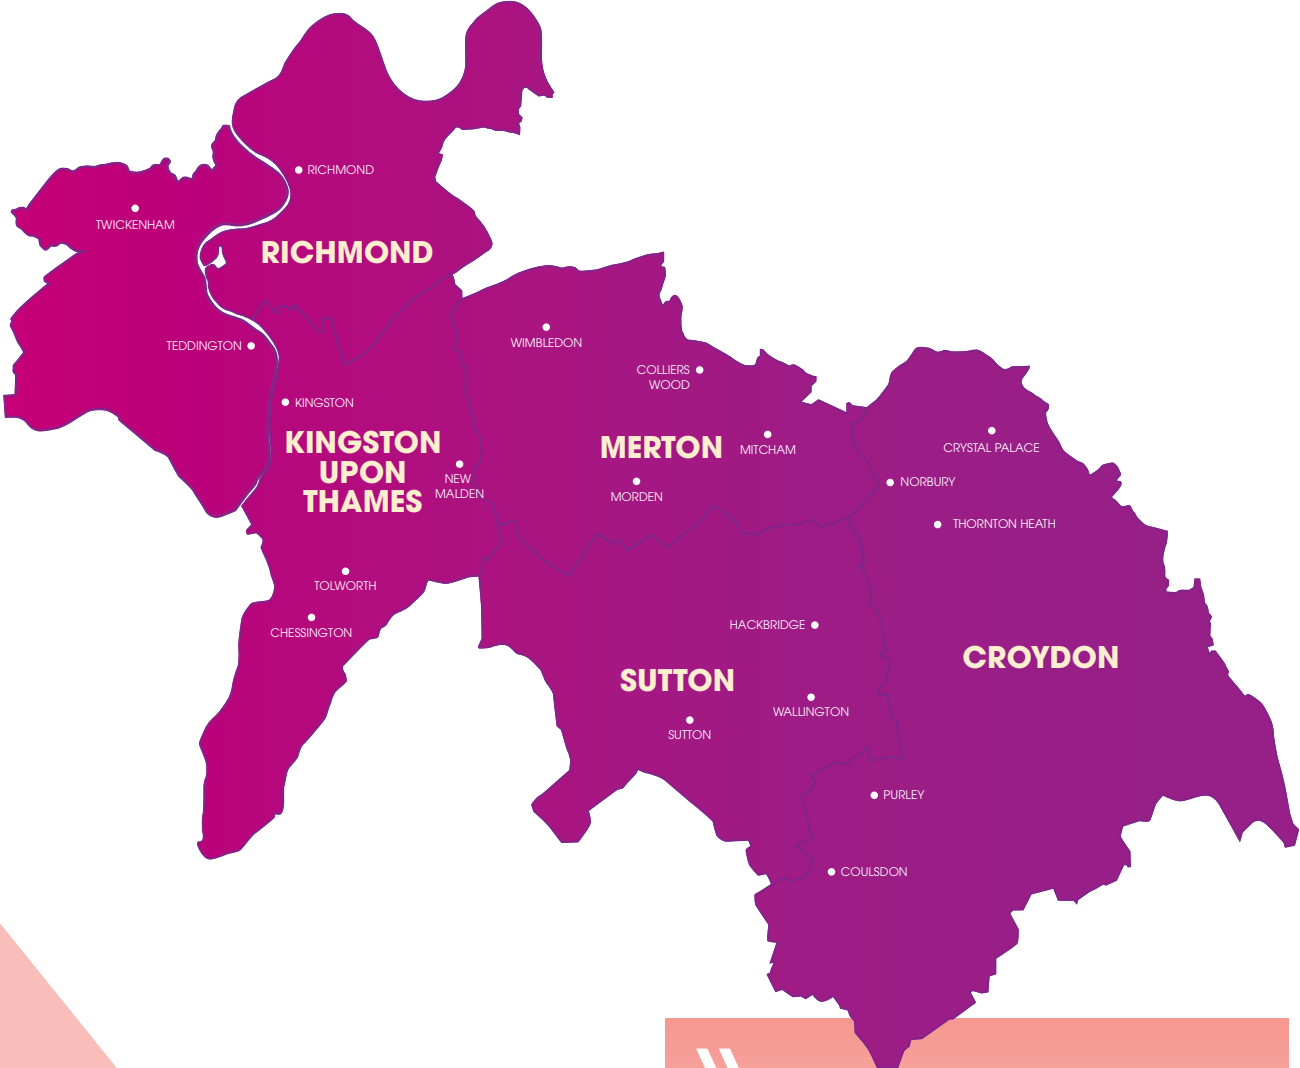 RICHMOND
TWICKENHAM
RICHMOND
TEDDINGTON
WIMBLEDON
COLLIERS
WOOD
KINGSTON
KINGSTON
UPON
THAMES
NEW
MALDEN
MERTON
MITCHAM
MORDEN
CRYSTAL PALACE
NORBURY
THORNTON HEATH
TOLWORTH
CHESSINGTON
HACKBRIDGE
SUTTON
WALLINGTON
SUTTON
CROYDON
PURLEY
COULSDON